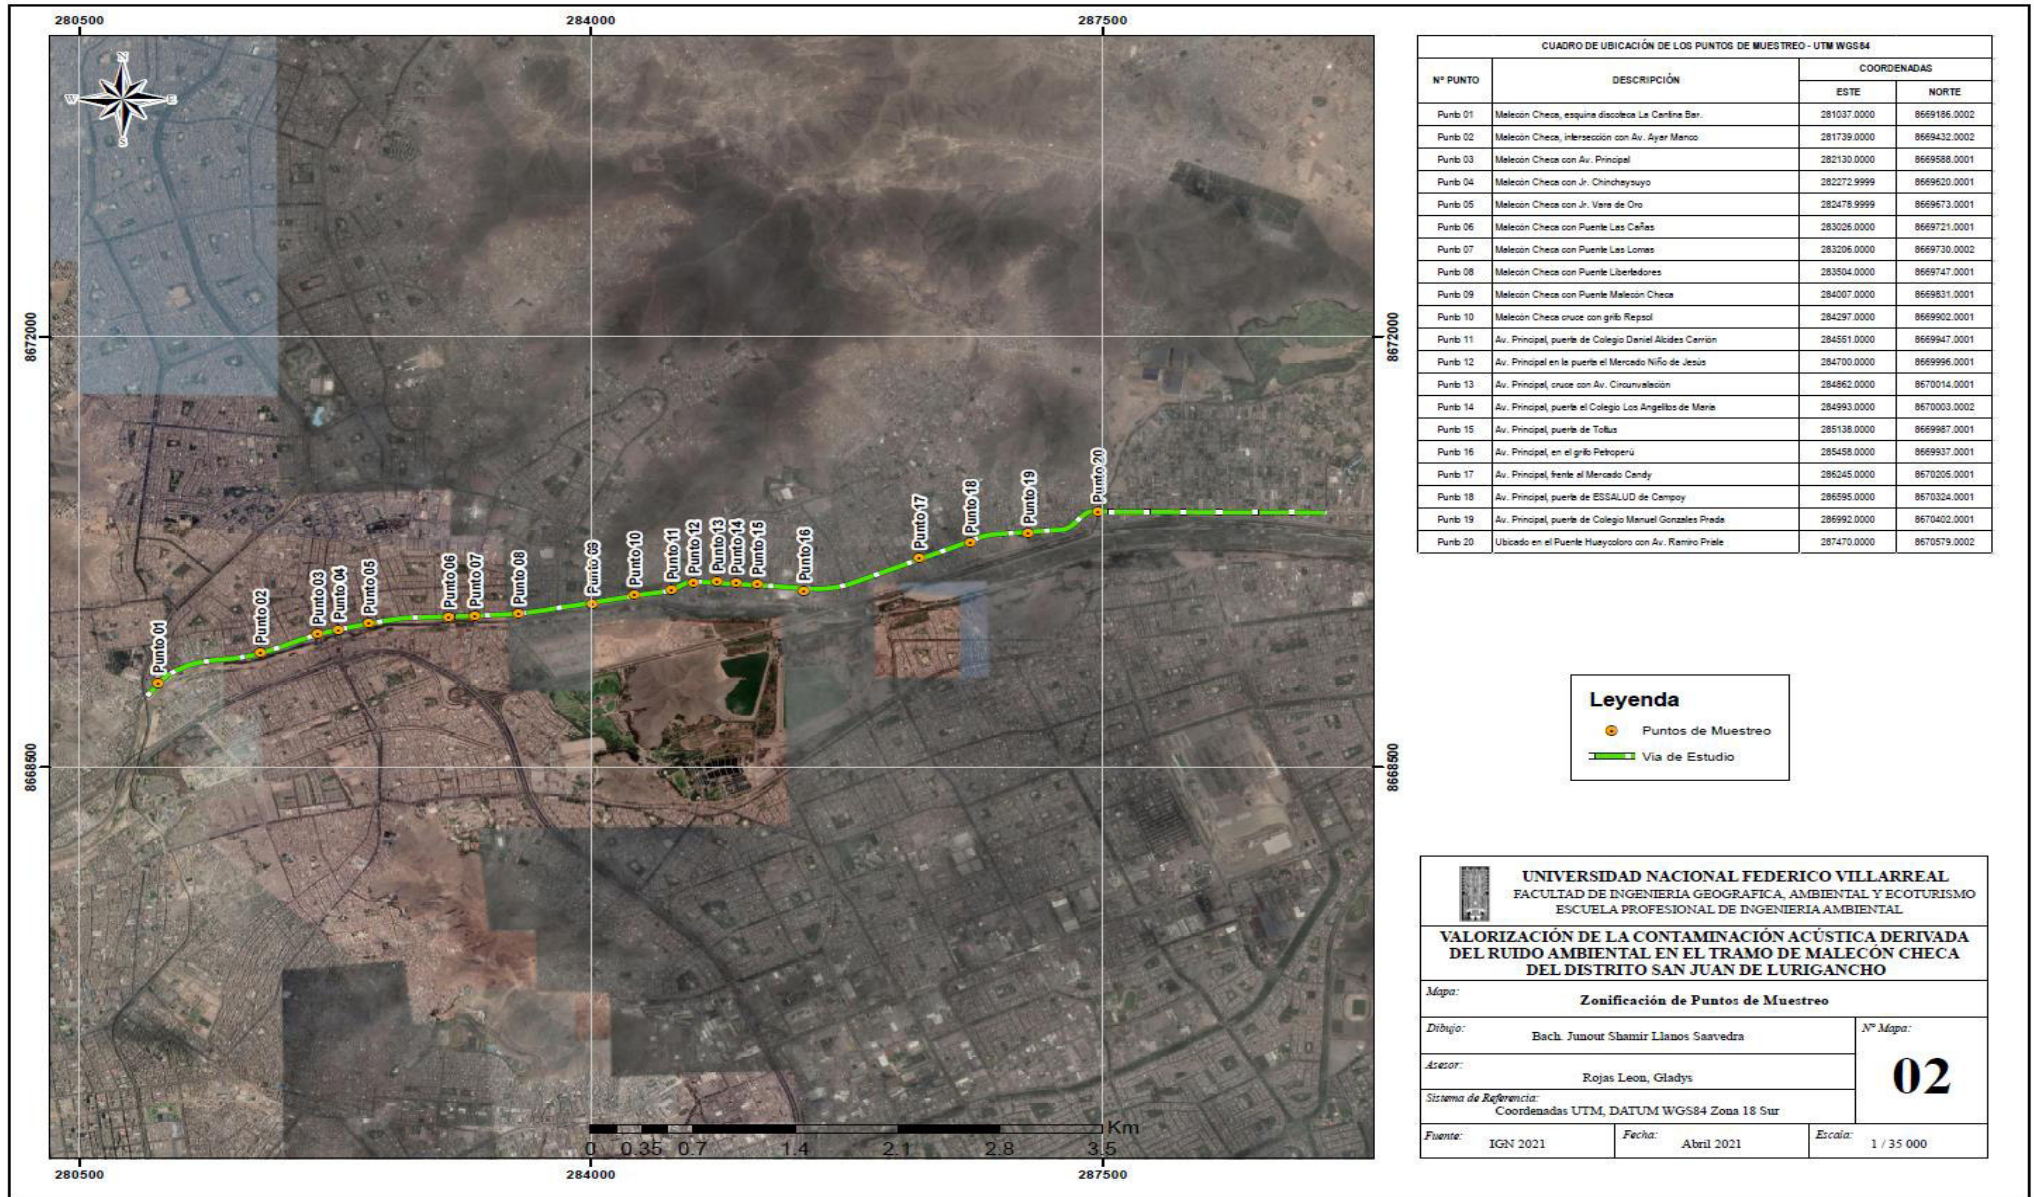 280500 284000 287500
N
W E
S
8672000 8672000
8668500 8668500
Punto 01
Punto 02
Punto 03
Punto 04
Punto 05
Punto 06
Punto 07
Punto 08
Punto 09
Punto 10
Punto 11
Punto 12
Punto 13
Punto 14
Punto 15
Punto 16
Punto 17
Punto 18
Punto 19
Punto 20
Km
0 0.35 0.7 1.4 2.1 2.8 3.5
280500 284000 287500
CUADRO DE UBICACIÓN DE LOS PUNTOS DE MUESTREO - UTM WGS84
N° PUNTO DESCRIPCIÓN COORDENADAS
ESTE NORTE
Punto 01 Malecón Checa, esquina discoteca La Cantina Bar. 281037.0000 8669186.0002
Punto 02 Malecón Checa, intersección con Av. Ayar Manco 281739.0000 8669432.0002
Punto 03 Malecón Checa con Av. Principal 282130.0000 8669588.0001
Punto 04 Malecón Checa con Jr. Chinchaysuyo 282272.9999 8669620.0001
Punto 05 Malecón Checa con Jr. Vara de Oro 282478.9999 8669673.0001
Punto 06 Malecón Checa con Puente Las Cañas 283026.0000 8669721.0001
Punto 07 Malecón Checa con Puente Las Lomas 283206.0000 8669730.0002
Punto 08 Malecón Checa con Puente Libertadores 283504.0000 8669747.0001
Punto 09 Malecón Checa con Puente Malecón Checa 284007.0000 8669831.0001
Punto 10 Malecón Checa cruce con grifo Repsol 284297.0000 8669902.0001
Punto 11 Av. Principal, puerta de Colegio Daniel Alcides Carrión 284551.0000 8669947.0001
Punto 12 Av. Principal en la puerta el Mercado Niño de Jesús 284700.0000 8669996.0001
Punto 13 Av. Principal, cruce con Av. Circunvalación 284862.0000 8670014.0001
Punto 14 Av. Principal, puerta el Colegio Los Angelitos de María 284993.0000 8670003.0002
Punto 15 Av. Principal, puerta de Tottus 285138.0000 8669987.0001
Punto 16 Av. Principal, en el grifo Petroperú 285458.0000 8669937.0001
Punto 17 Av. Principal, frente al Mercado Candy 286245.0000 8670205.0001
Punto 18 Av. Principal, puerta de ESSALUD de Campoy 286595.0000 8670324.0001
Punto 19 Av. Principal, puerta de Colegio Manuel Gonzales Prada 286992.0000 8670402.0001
Punto 20 Ubicado en el Puente Huaycoloro con Av. Ramiro Priale 287470.0000 8670579.0002
Leyenda
Puntos de Muestreo
Via de Estudio
UNIVERSIDAD NACIONAL FEDERICO VILLARREAL
FACULTAD DE INGENIERIA GEOGRAFICA, AMBIENTAL Y ECOTURISMO
ESCUELA PROFESIONAL DE INGENIERIA AMBIENTAL
VALORIZACIÓN DE LA CONTAMINACIÓN ACÚSTICA DERIVADA
DEL RUIDO AMBIENTAL EN EL TRAMO DE MALECÓN CHECA
DEL DISTRITO SAN JUAN DE LURIGANCHO
Mapa: Zonificación de Puntos de Muestreo
Dibujo: Bach. Junout Shamir Llanos Saavedra
N° Mapa: 02
Asesor: Rojas Leon, Gladys
Sistema de Referencia:
Coordenadas UTM, DATUM WGS84 Zona 18 Sur
Fuente: IGN 2021 Fecha: Abril 2021 Escala: 1 / 35 000